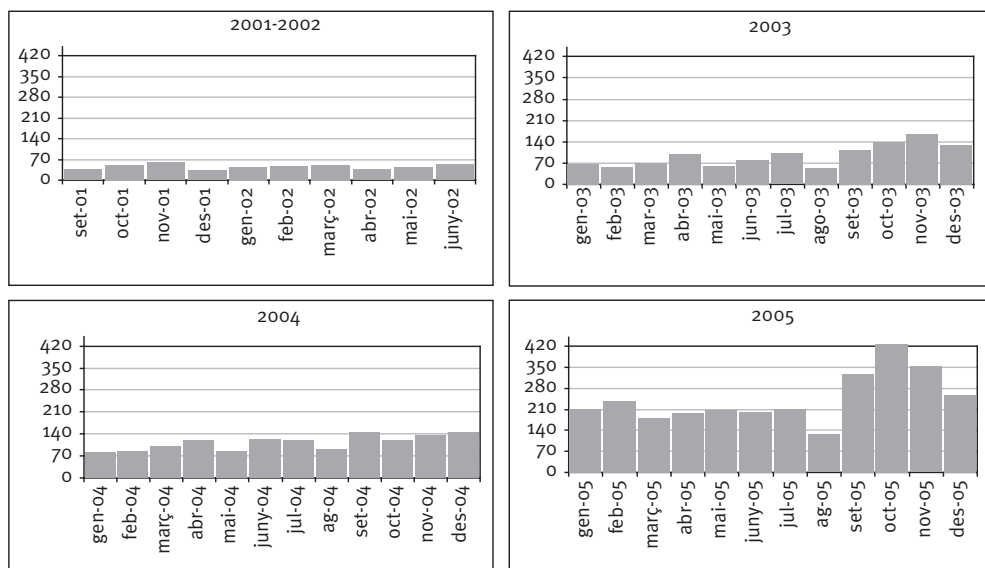 2001-2002
420
350
280
210
140
70
0
set-01
oct-01
nov-01
des-01
gen-02
feb-02
març-02
abr-02
mai-02
juny-02
2003
420
350
280
210
140
70
0
gen-03
feb-03
mar-03
abr-03
mai-03
jun-03
jul-03
ago-03
set-03
oct-03
nov-03
des-03
2004
420
350
280
210
140
70
0
gen-04
feb-04
març-04
abr-04
mai-04
juny-04
jul-04
ag-04
set-04
oct-04
nov-04
des-04
2005
420
350
280
210
140
70
0
gen-05
feb-05
març-05
abr-05
mai-05
juny-05
jul-05
ag-05
set-05
oct-05
nov-05
des-05